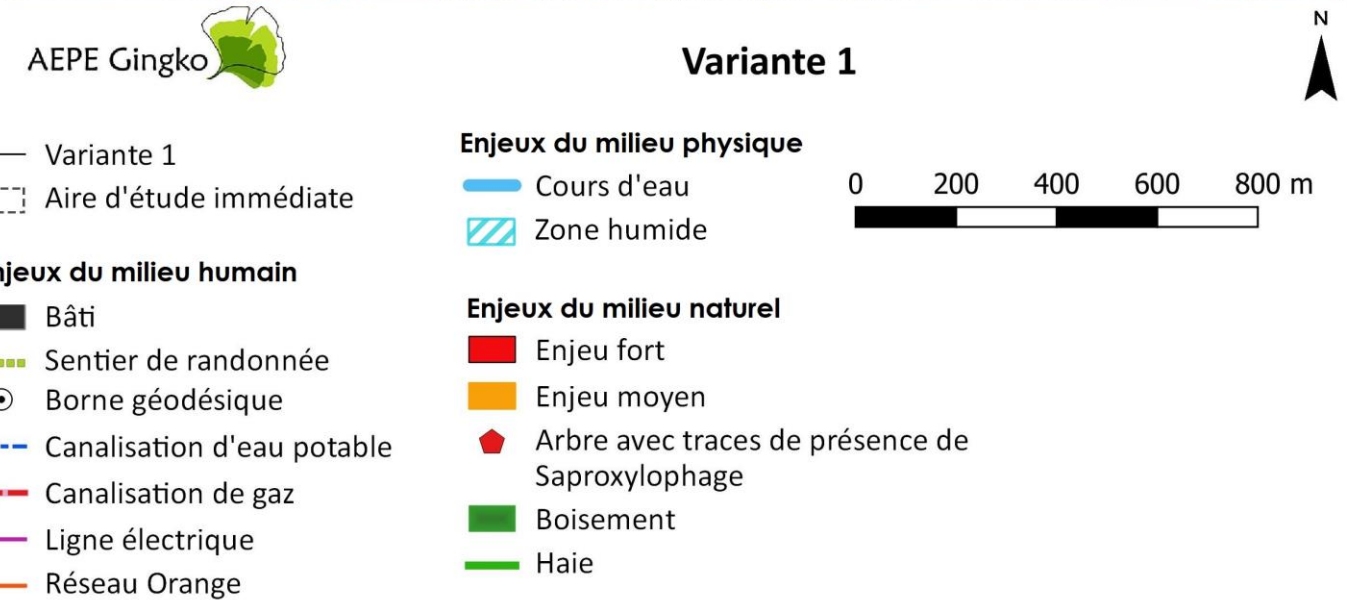 AEPE Gingko
Variante 1
N
Variante 1
Aire d'étude immédiate
njeux du milieu humain
Bâti
Sentier de randonnée
Borne géodésique
Canalisation d'eau potable
Canalisation de gaz
Ligne électrique
Réseau Orange
Enjeux du milieu physique
Cours d'eau
Zone humide
0 200 400 600 800 m
Enjeux du milieu naturel
Enjeu fort
Enjeu moyen
Arbre avec traces de présence de
Saproxylophage
Boisement
Haie